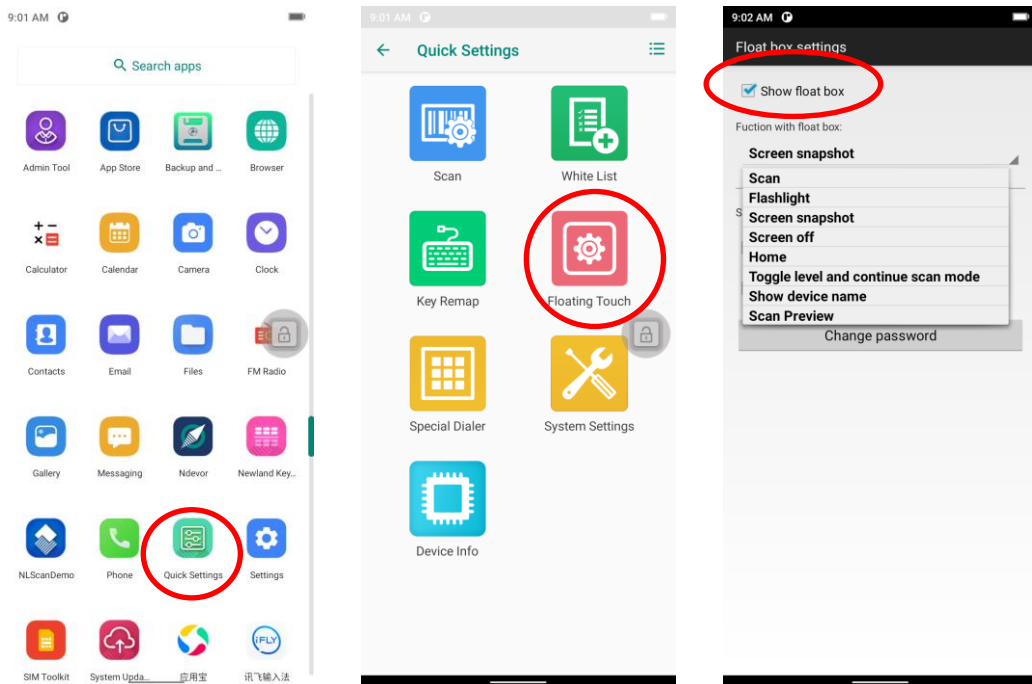 9:01 AM
Search apps
Admin Tool
App Store
Backup and ...
Browser
Calculator
Calendar
Camera
Clock
Contacts
Email
Files
FM Radio
Gallery
Messaging
Ndevor
Newland Key...
NLScanDemo
Phone
Quick Settings
Settings
iFLY
SIM Toolkit
System Upda...
应用宝
讯飞输入法
9:01 AM
Quick Settings
Scan
White List
Key Remap
Floating Touch
Special Dialer
System Settings
Device Info
9:02 AM
Float box settings
Show float box
Fuction with float box:
Screen snapshot
Scan
Flashlight
S
Screen snapshot
Screen off
Home
Toggle level and continue scan mode
Show device name
Scan Preview
Change password